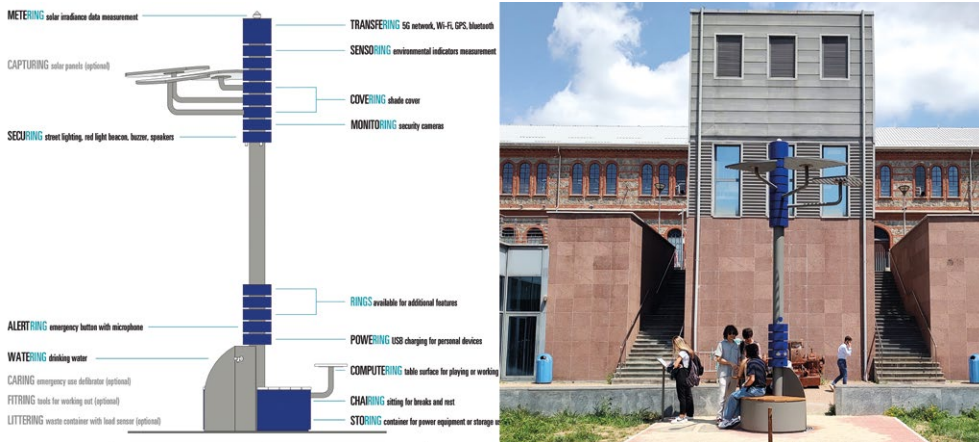 METERING solar irradiance data measurement
CAPTURING solar panels (optional)
SECURING street lighting, red light beacon, buzzer, speakers
ALERTRING emergency button with microphone
WATERING drinking water
CARING emergency use delibrator (optional)
FITRING tools for working out (optional)
LITTERING waste container with load sensor (optional)
TRANSFERING 5G network, Wi-Fi, GPS, bluetooth
SENSORING environmental indicators measurement
COVERING shade cover
MONITORING security cameras
RINGS available for additional features
POWERING USB charging for personal devices
COMPUTERING table surface for playing or working
CHAIRING sitting for breaks and rest
STORING container for power equipment or storage us